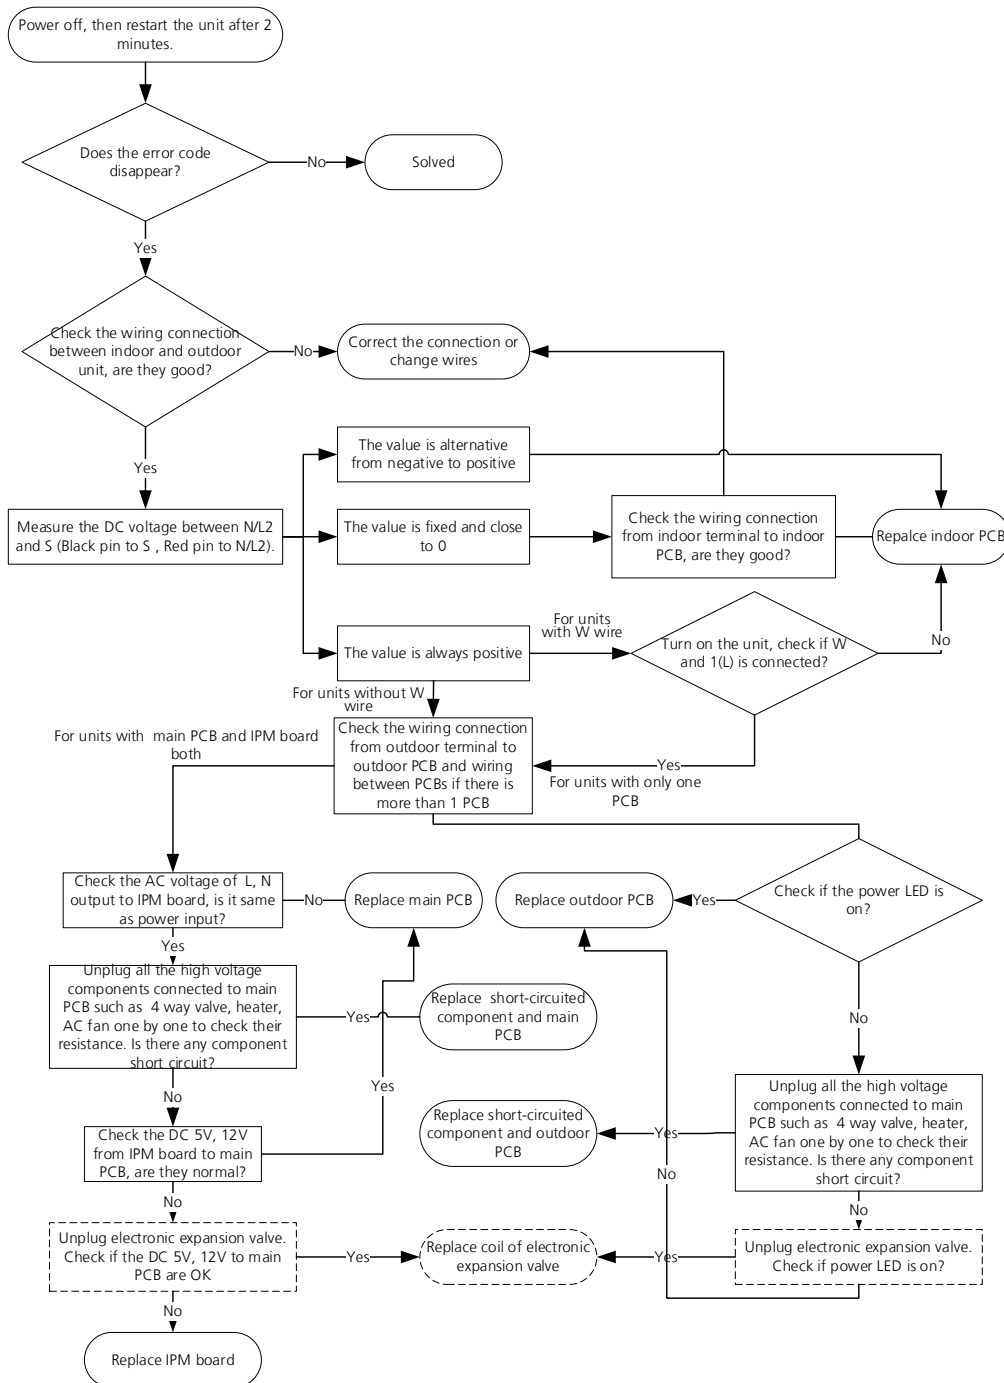 Power off, then restart the unit after 2
minutes.
Does the error code
disappear?
No
Solved
Yes
Check the wiring connection
between indoor and outdoor
unit, are they good?
No
Correct the connection or
change wires
Yes
The value is alternative
from negative to positive
Measure the DC voltage between N/L2
and S (Black pin to S , Red pin to N/L2).
The value is fixed and close
to 0
Check the wiring connection
from indoor terminal to indoor
PCB, are they good?
Repalce indoor PCB
The value is always positive
For units
with W wire
Turn on the unit, check if W
and 1(L) is connected?
No
For units without W
wire
For units with main PCB and IPM board
both
Check the wiring connection
from outdoor terminal to
outdoor PCB and wiring
between PCBs if there is
more than 1 PCB
Yes
For units with only one
PCB
Check the AC voltage of L, N
output to IPM board, is it same
as power input?
No
Replace main PCB
Replace outdoor PCB
Yes
Check if the power LED is
on?
Yes
Unplug all the high voltage
components connected to main
PCB such as 4 way valve, heater,
AC fan one by one to check their
resistance. Is there any component
short circuit?
Yes
Replace short-circuited
component and main
PCB
No
Yes
No
Check the DC 5V, 12V
from IPM board to main
PCB, are they normal?
Replace short-circuited
component and outdoor
PCB
Yes
Unplug all the high voltage
components connected to main
PCB such as 4 way valve, heater,
AC fan one by one to check their
resistance. Is there any component
short circuit?
No
No
No
Unplug electronic expansion valve.
Check if the DC 5V, 12V to main
PCB are OK
Yes
Replace coil of electronic
expansion valve
Yes
Unplug electronic expansion valve.
Check if power LED is on?
No
Replace IPM board